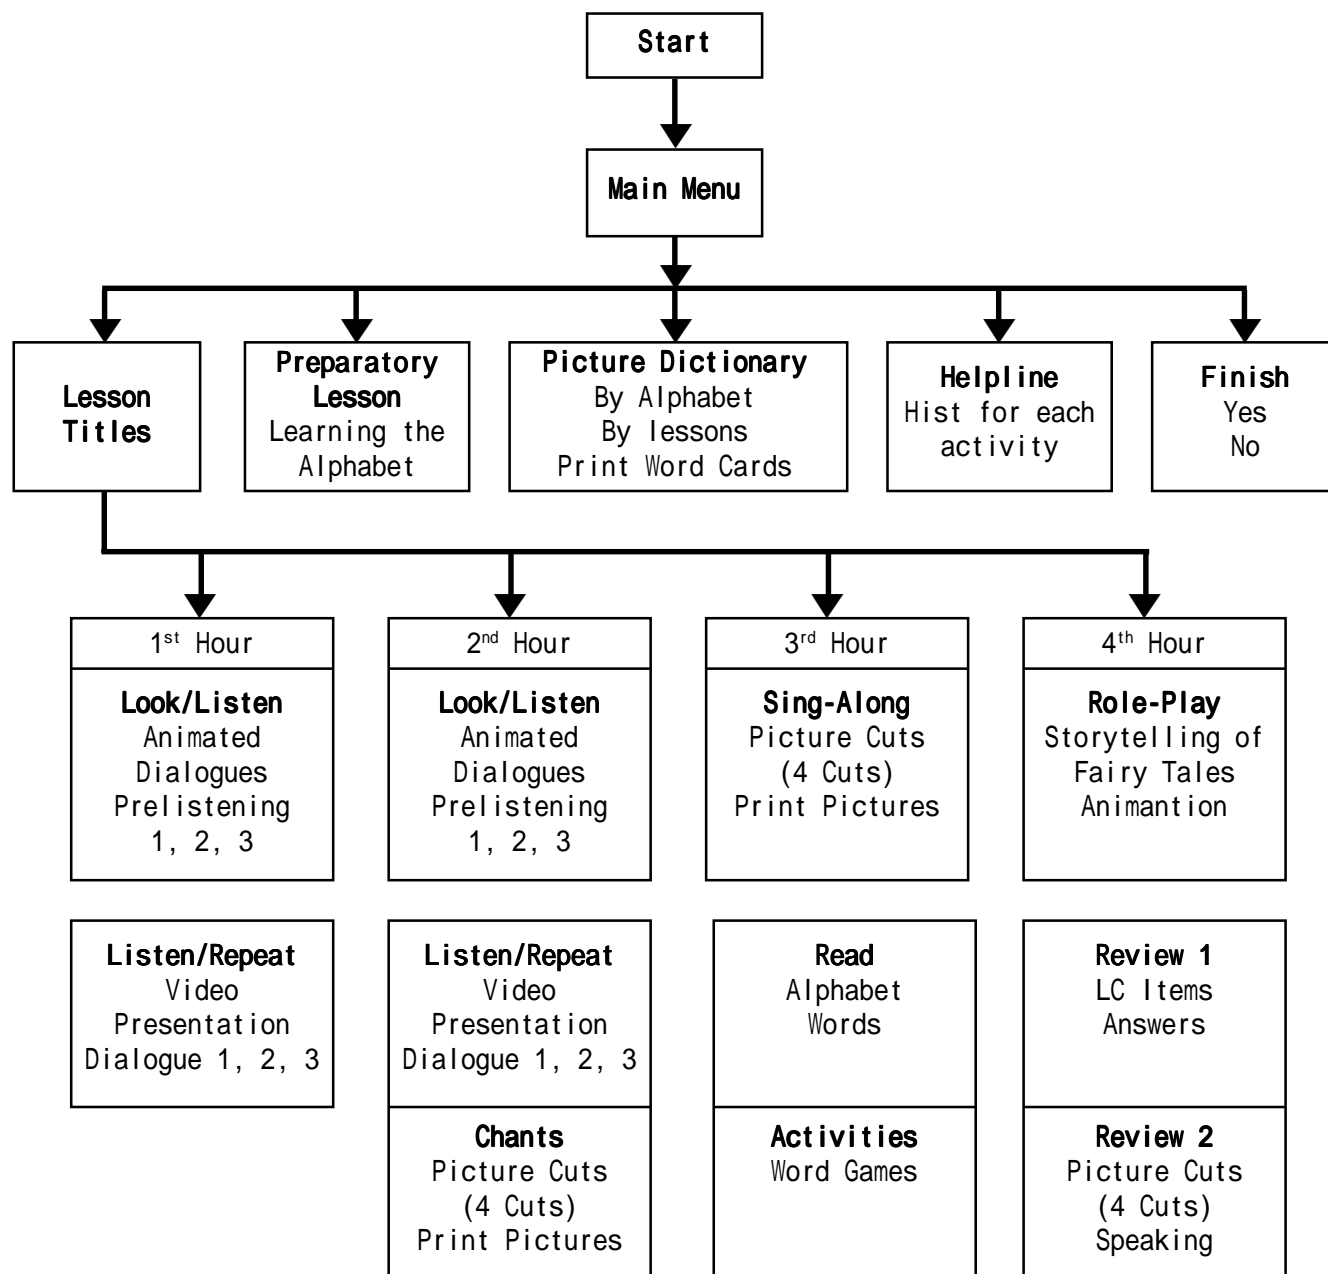 Start
Main Menu
Lesson
Titles
Preparatory
Lesson
Learning the
Alphabet
Picture Dictionary
By Alphabet
By lessons
Print Word Cards
Helpline
Hist for each
activity
Finish
Yes
No
1st Hour
Look/Listen
Animated
Dialogues
Prelistening
1, 2, 3
Listen/Repeat
Video
Presentation
Dialogue 1, 2, 3
2nd Hour
Look/Listen
Animated
Dialogues
Prelistening
1, 2, 3
Listen/Repeat
Video
Presentation
Dialogue 1, 2, 3
Chants
Picture Cuts
(4 Cuts)
Print Pictures
3rd Hour
Sing-Along
Picture Cuts
(4 Cuts)
Print Pictures
Read
Alphabet
Words
Activities
Word Games
4th Hour
Role-Play
Storytelling of
Fairy Tales
Animantion
Review 1
LC Items
Answers
Review 2
Picture Cuts
(4 Cuts)
Speaking